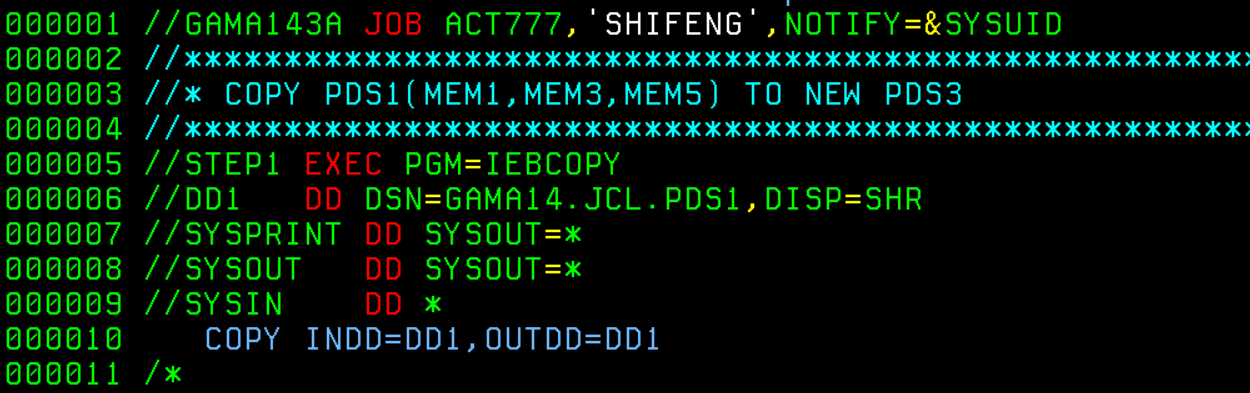 000001 //GAMA143A JOB ACT777,'SHIFENG',NOTIFY=&SYSUID
000002 //*****************************************************
000003 //* COPY PDS1(MEM1,MEM3,MEM5) TO NEW PDS3
000004 //*****************************************************
000005 //STEP1 EXEC PGM=IEBCOPY
000006 //DD1   DD DSN=GAMA14.JCL.PDS1,DISP=SHR
000007 //SYSPRINT DD SYSOUT=*
000008 //SYSOUT   DD SYSOUT=*
000009 //SYSIN    DD *
000010    COPY INDD=DD1,OUTDD=DD1
000011 /*